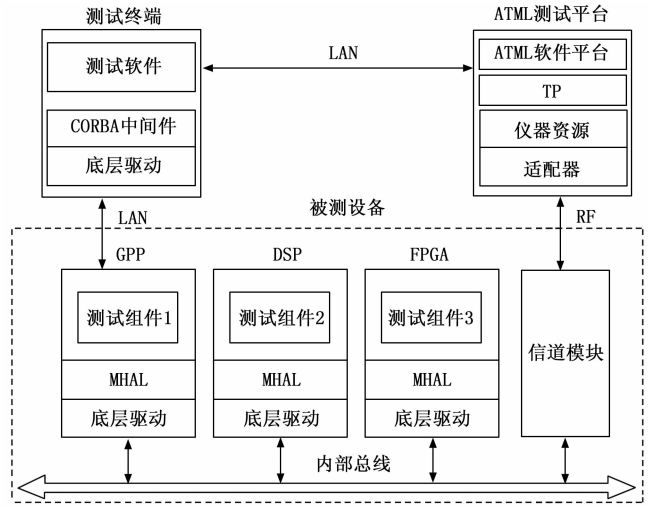 测试终端
ATML测试平台
测试软件
LAN
ATML软件平台
TP
CORBA中间件
仪器资源
底层驱动
适配器
LAN
被测设备
RF
GPP
DSP
FPGA
测试组件1
测试组件2
测试组件3
信道模块
MHAL
MHAL
MHAL
底层驱动
底层驱动
底层驱动
内部总线